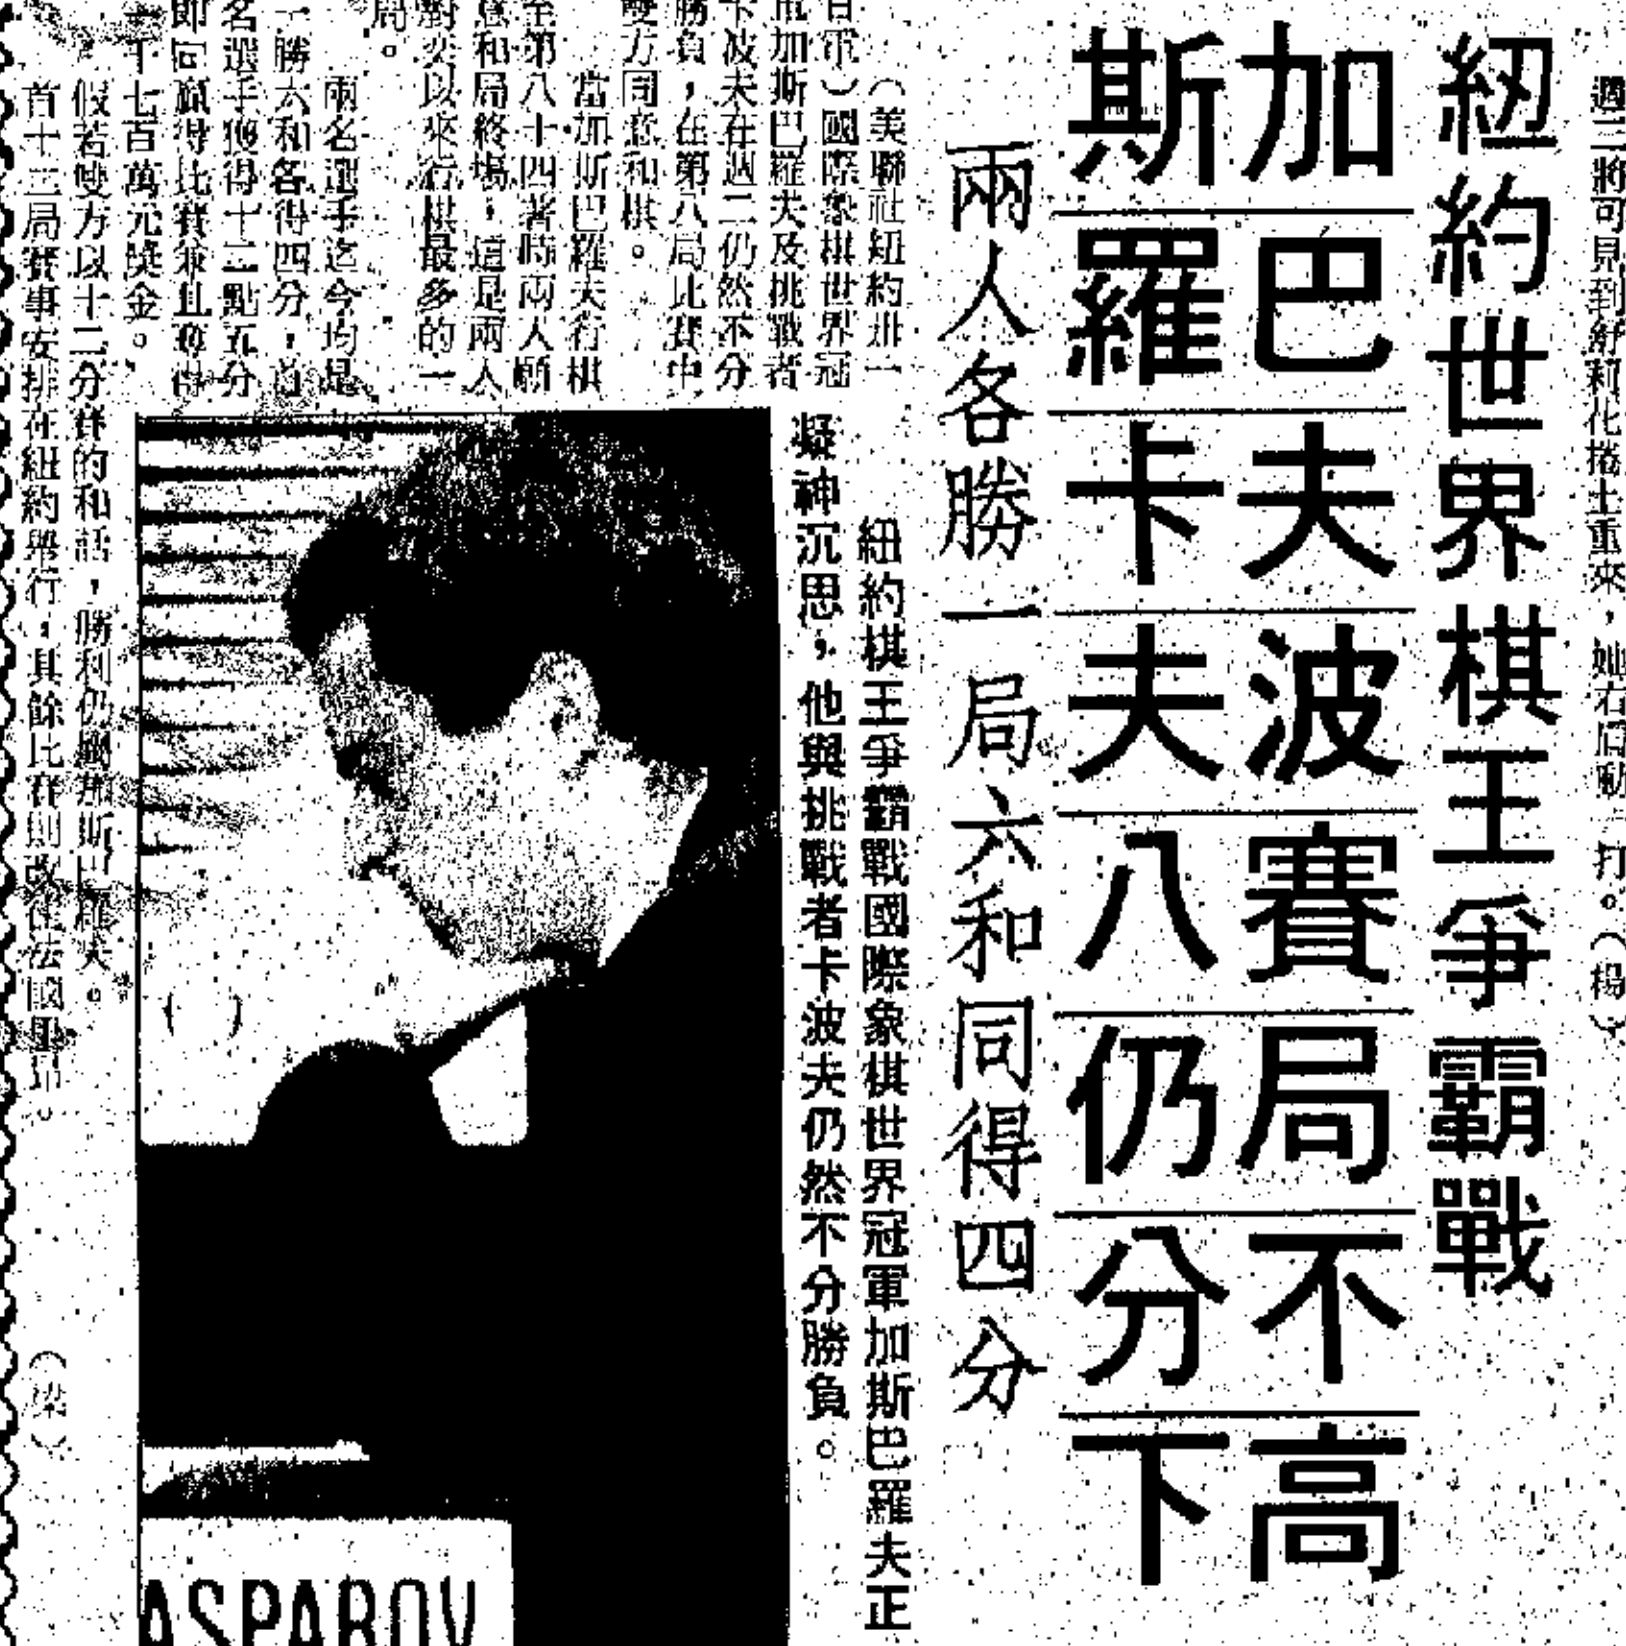 週三將可見到舒莉花捲土重來，她右后動 打。（楊）
紐約世界棋王爭霸戰
加斯巴羅夫卡波夫賽八局仍不分高下
兩人各勝一局六和同得四分
紐約棋王爭霸戰國際象棋世界冠軍加斯巴羅夫正
凝神沉思，他與挑戰者卡波夫仍然不分勝負。
（美聯社紐約卅一
日電）國際象棋世界冠
軍加斯巴羅夫及挑戰者
卡波夫在週二仍然不分
勝負，在第八局比賽中
雙方同意和棋。
當加斯巴羅夫行棋
至第八十四著時兩人願
意和局終場，這是兩人
對奕以來行棋最多的一
局。
兩名選手迄今均是
一勝六和各得四分，首
名選手獲得十二點五分
即可贏得比賽兼且奪得
一千七百萬元獎金。
假若雙方以十二分賽的和話，勝利仍屬加斯巴羅夫。
首十二局賽事安排在紐約舉行，其餘比賽則改在法國里昂。
（梁）
ASPAROV